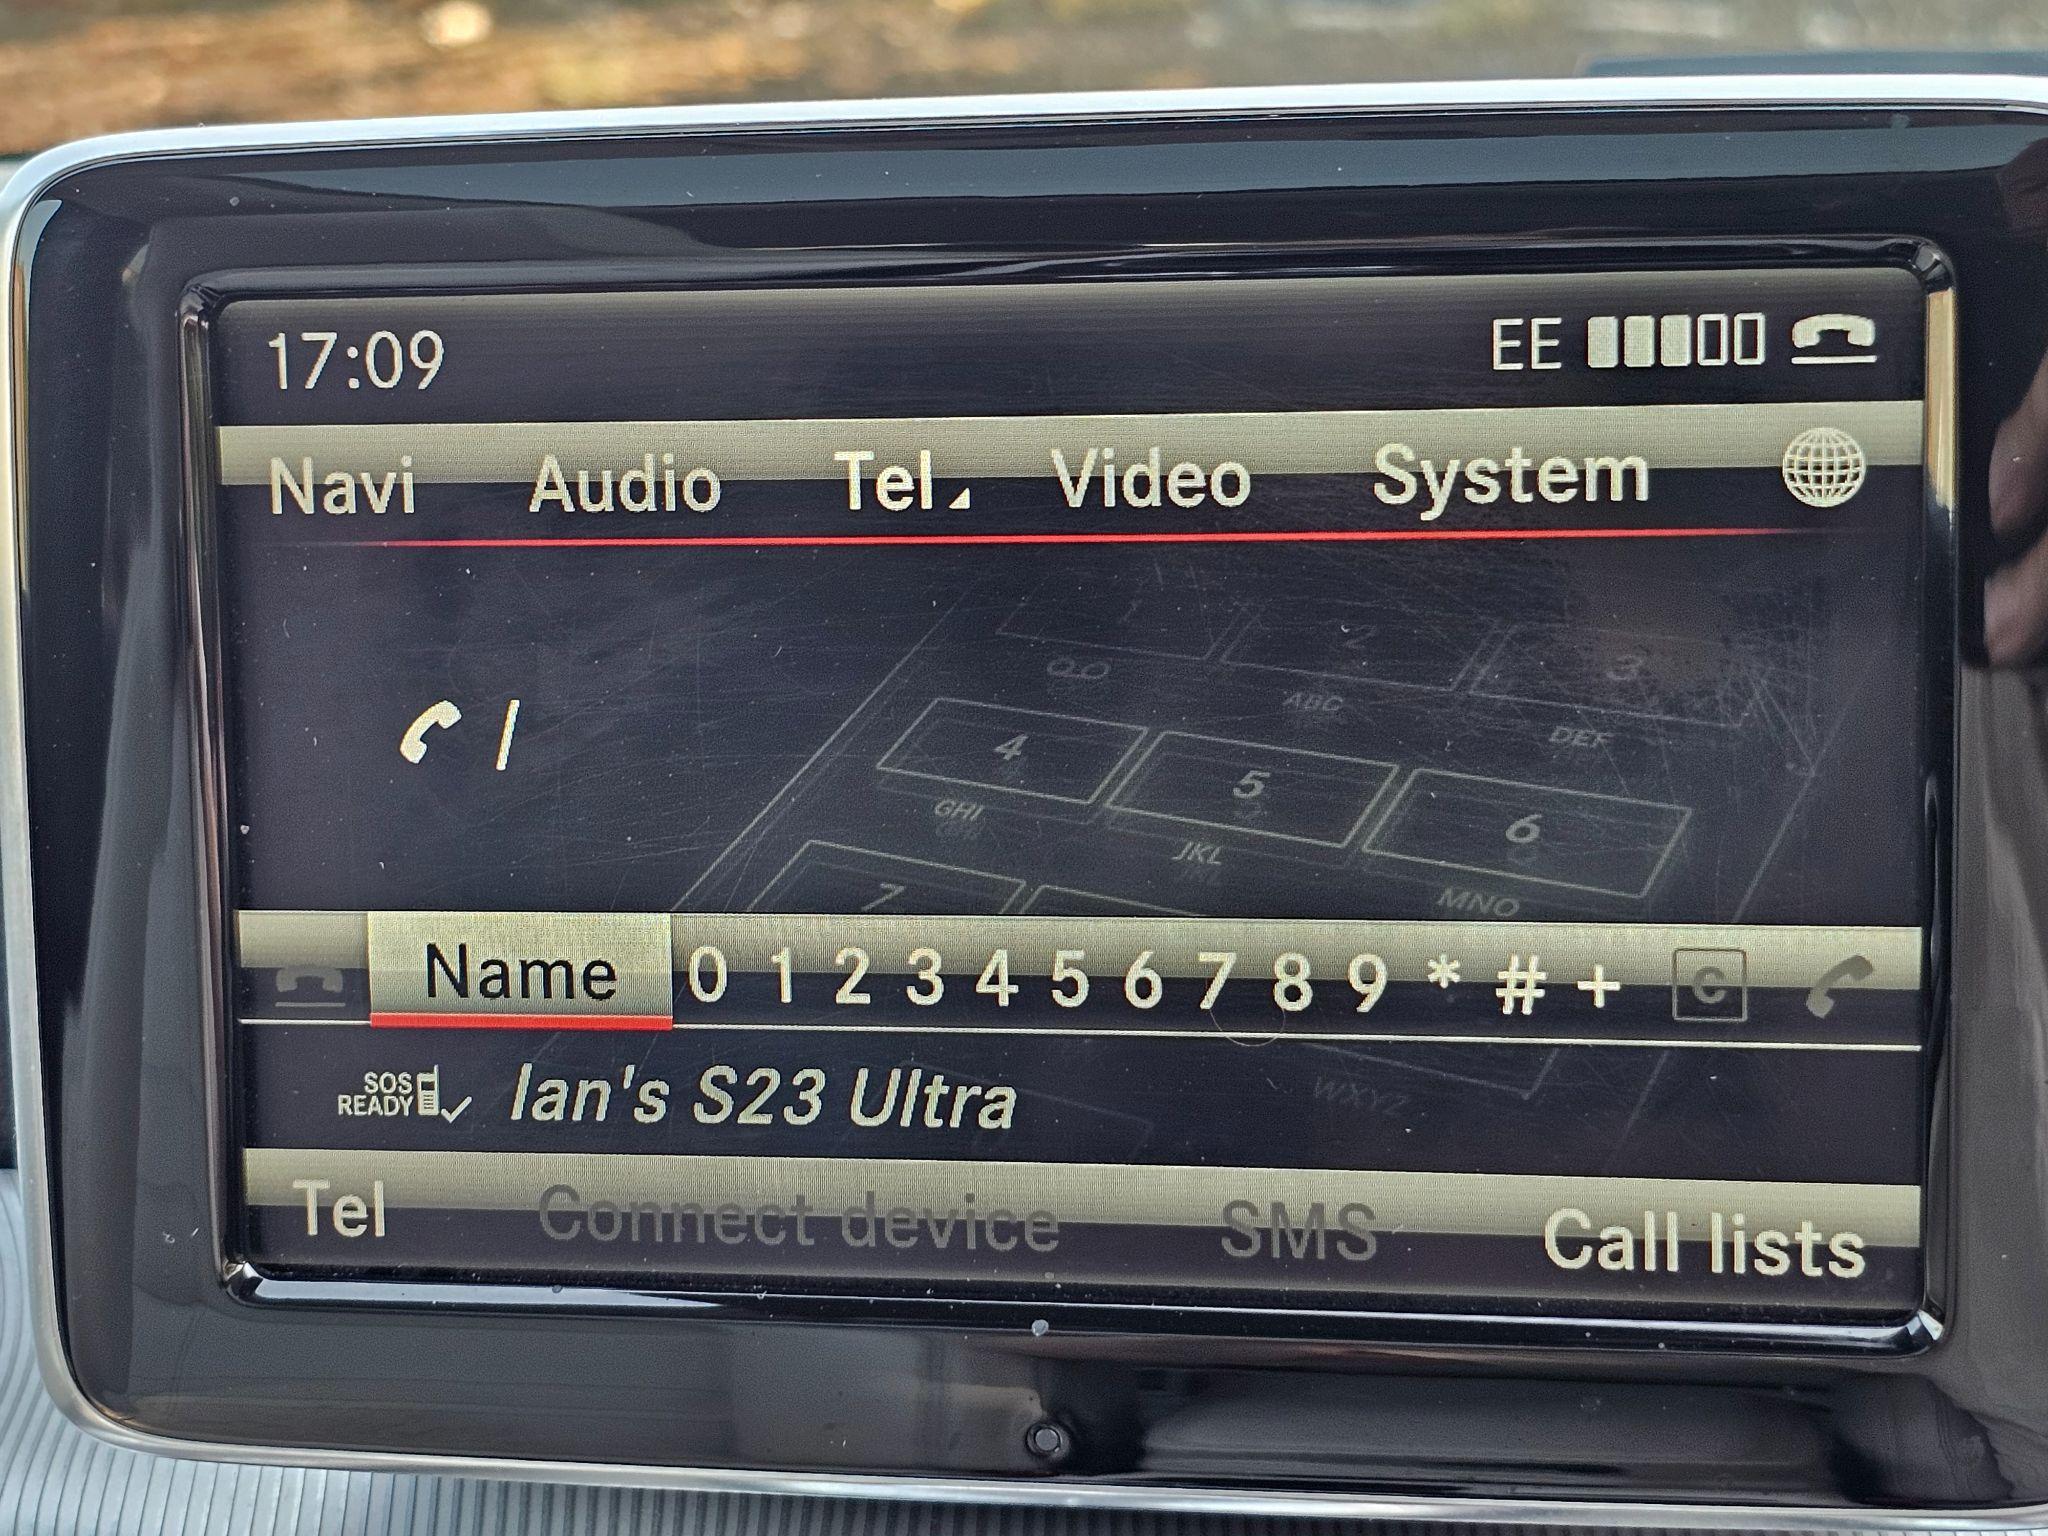 17:09 EE
Navi Audio Tel Video System
1 2 3
ABC DEF
4 5 6
GHI JKL MNO
7
Name 0 1 2 3 4 5 6 7 8 9 * # + C
WXYZ
SOS READY Ian's S23 Ultra
Tel Connect device SMS Call lists